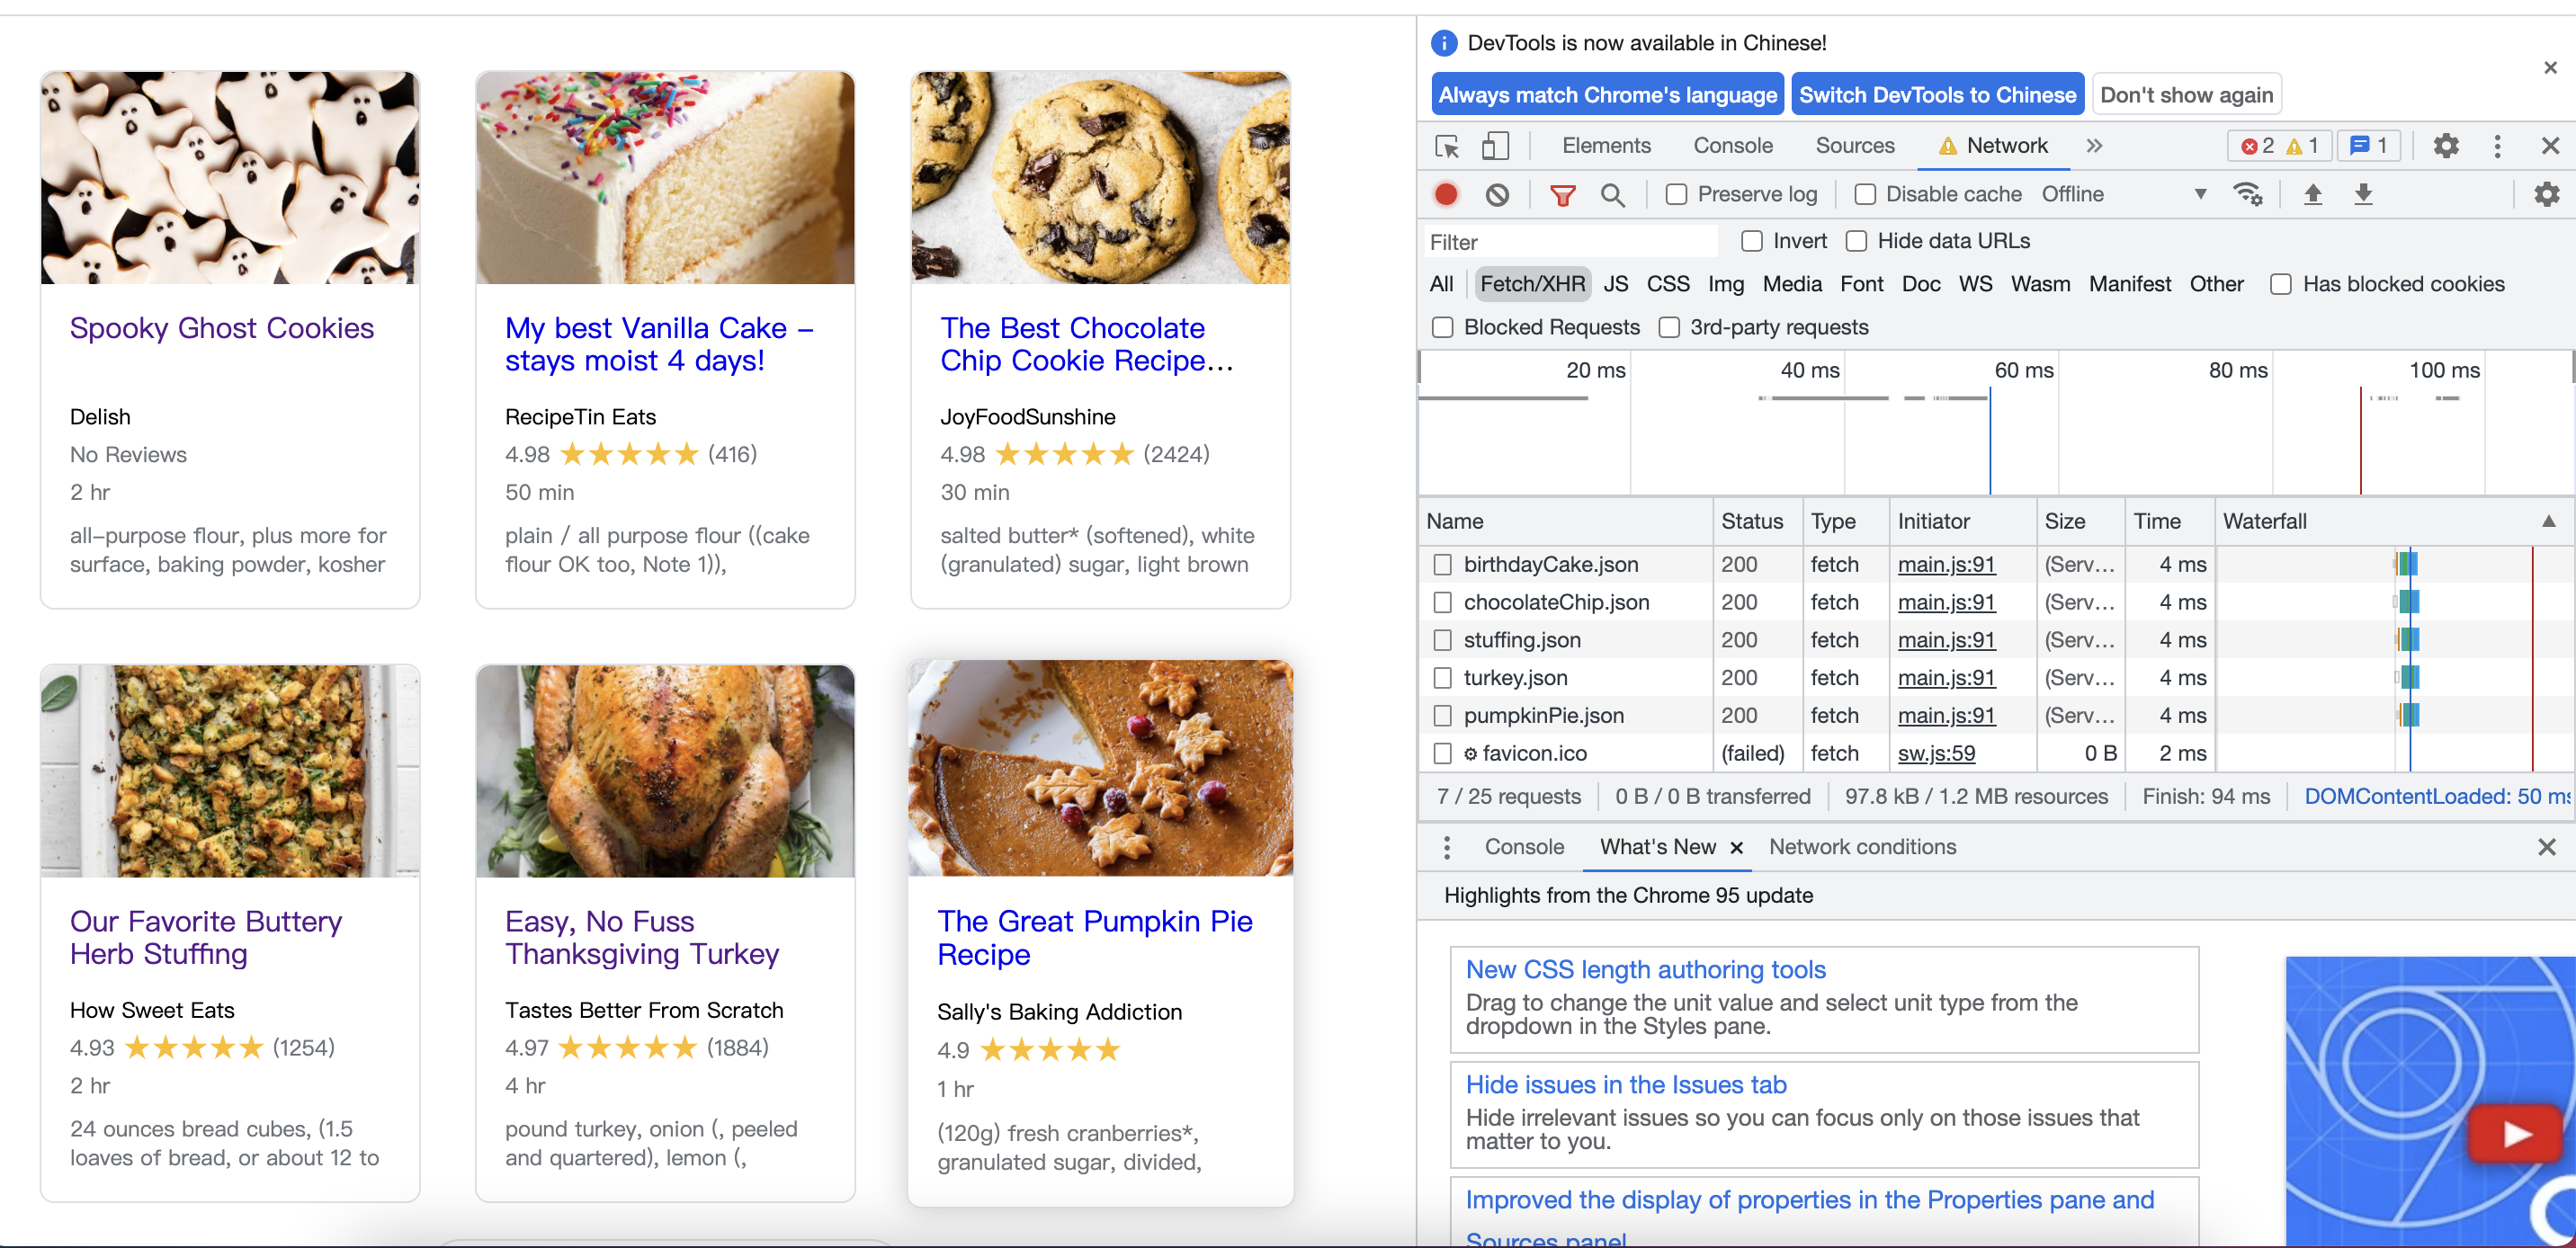 Spooky Ghost Cookies
Delish
No Reviews
2 hr
all-purpose flour, plus more for
surface, baking powder, kosher
My best Vanilla Cake –
stays moist 4 days!
RecipeTin Eats
4.98 ★★★★★ (416)
50 min
plain / all purpose flour ((cake
flour OK too, Note 1)),
The Best Chocolate
Chip Cookie Recipe...
JoyFoodSunshine
4.98 ★★★★★ (2424)
30 min
salted butter* (softened), white
(granulated) sugar, light brown
Our Favorite Buttery
Herb Stuffing
How Sweet Eats
4.93 ★★★★★ (1254)
2 hr
24 ounces bread cubes, (1.5
loaves of bread, or about 12 to
Easy, No Fuss
Thanksgiving Turkey
Tastes Better From Scratch
4.97 ★★★★★ (1884)
4 hr
pound turkey, onion (, peeled
and quartered), lemon (,
The Great Pumpkin Pie
Recipe
Sally's Baking Addiction
4.9 ★★★★★
1 hr
(120g) fresh cranberries*,
granulated sugar, divided,
DevTools is now available in Chinese!
Always match Chrome's language Switch DevTools to Chinese Don't show again
Elements Console Sources Network 2 1 1
Preserve log Disable cache Offline
Filter Invert Hide data URLs
All Fetch/XHR JS CSS Img Media Font Doc WS Wasm Manifest Other Has blocked cookies
Blocked Requests 3rd-party requests
20 ms 40 ms 60 ms 80 ms 100 ms
Name Status Type Initiator Size Time Waterfall
birthdayCake.json 200 fetch main.js:91 (Serv... 4 ms
chocolateChip.json 200 fetch main.js:91 (Serv... 4 ms
stuffing.json 200 fetch main.js:91 (Serv... 4 ms
turkey.json 200 fetch main.js:91 (Serv... 4 ms
pumpkinPie.json 200 fetch main.js:91 (Serv... 4 ms
favicon.ico (failed) fetch sw.js:59 0 B 2 ms
7 / 25 requests 0 B / 0 B transferred 97.8 kB / 1.2 MB resources Finish: 94 ms DOMContentLoaded: 50 ms
Console What's New × Network conditions
Highlights from the Chrome 95 update
New CSS length authoring tools
Drag to change the unit value and select unit type from the
dropdown in the Styles pane.
Hide issues in the Issues tab
Hide irrelevant issues so you can focus only on those issues that
matter to you.
Improved the display of properties in the Properties pane and
Sources panel